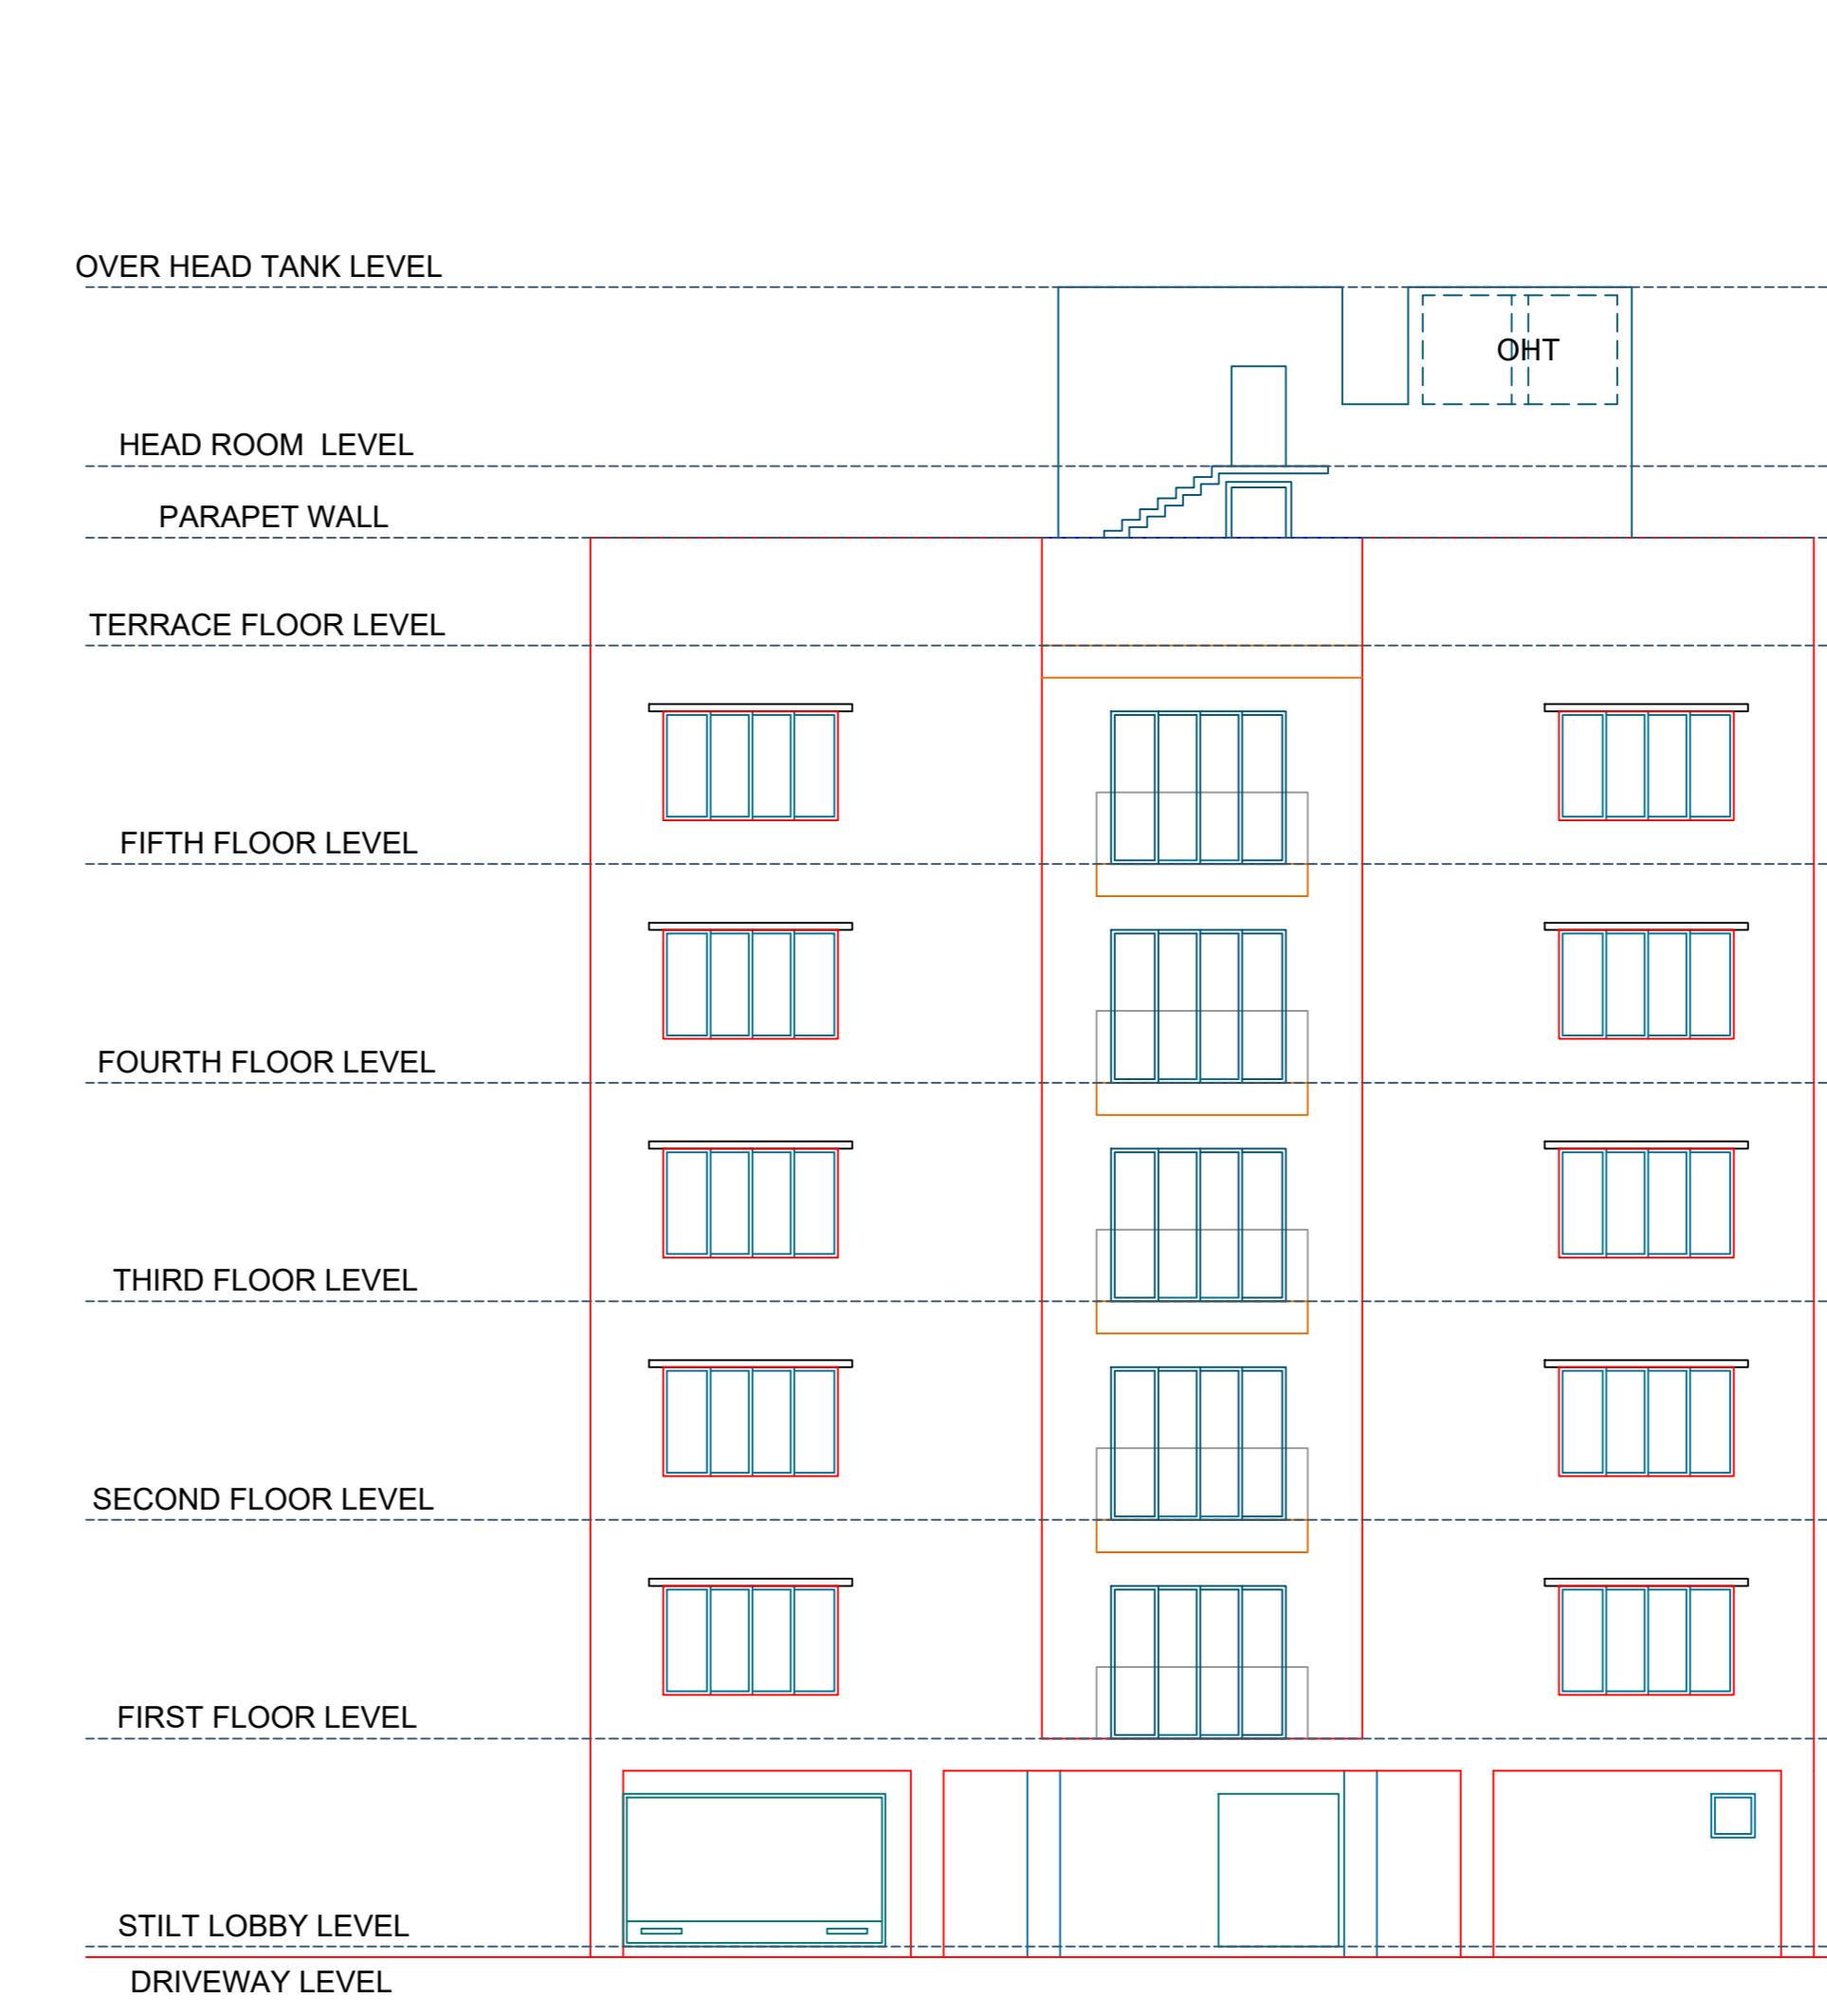 OVER HEAD TANK LEVEL
OHT
HEAD ROOM LEVEL
PARAPET WALL
TERRACE FLOOR LEVEL
FIFTH FLOOR LEVEL
FOURTH FLOOR LEVEL
THIRD FLOOR LEVEL
SECOND FLOOR LEVEL
FIRST FLOOR LEVEL
STILT LOBBY LEVEL
DRIVEWAY LEVEL